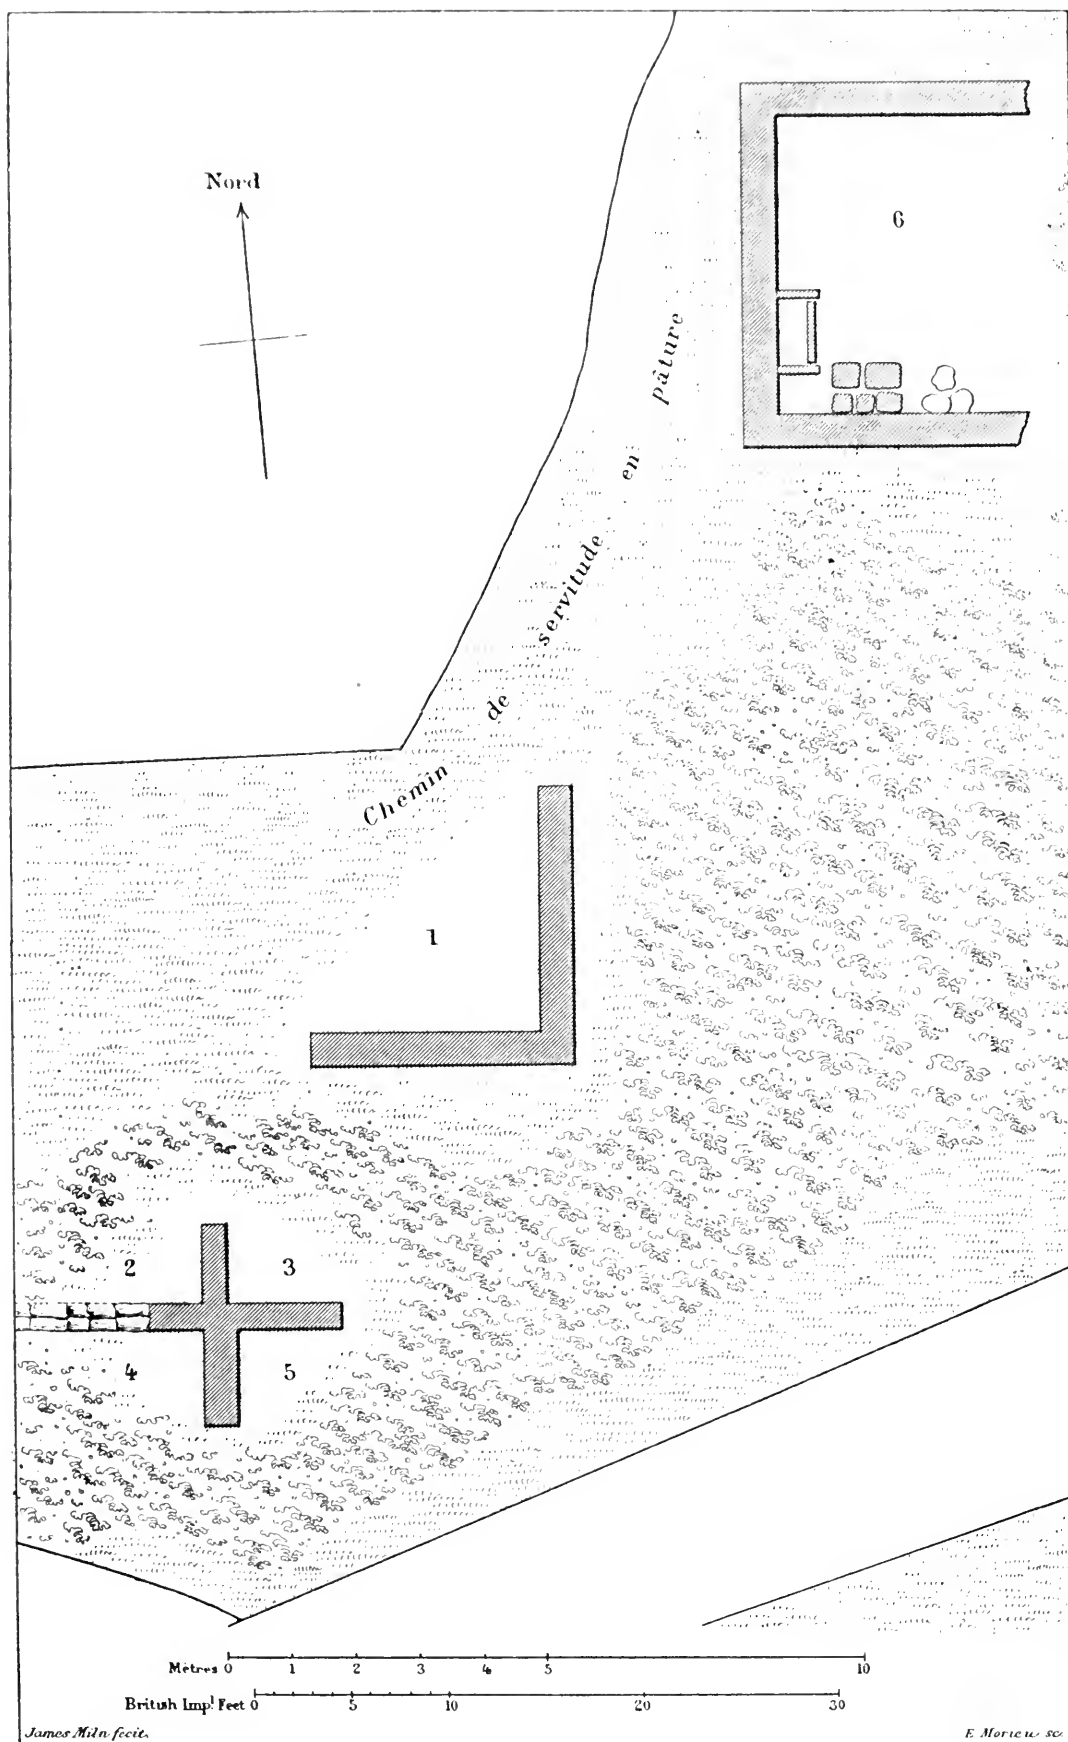 Nord
6
Chemin de servitude en pâture
1
2 3
4 5
Mètres 0 1 2 3 4 5 10
British Impl Feet 0 5 10 20 30
James Miln fecit.
E. Morieu sc.